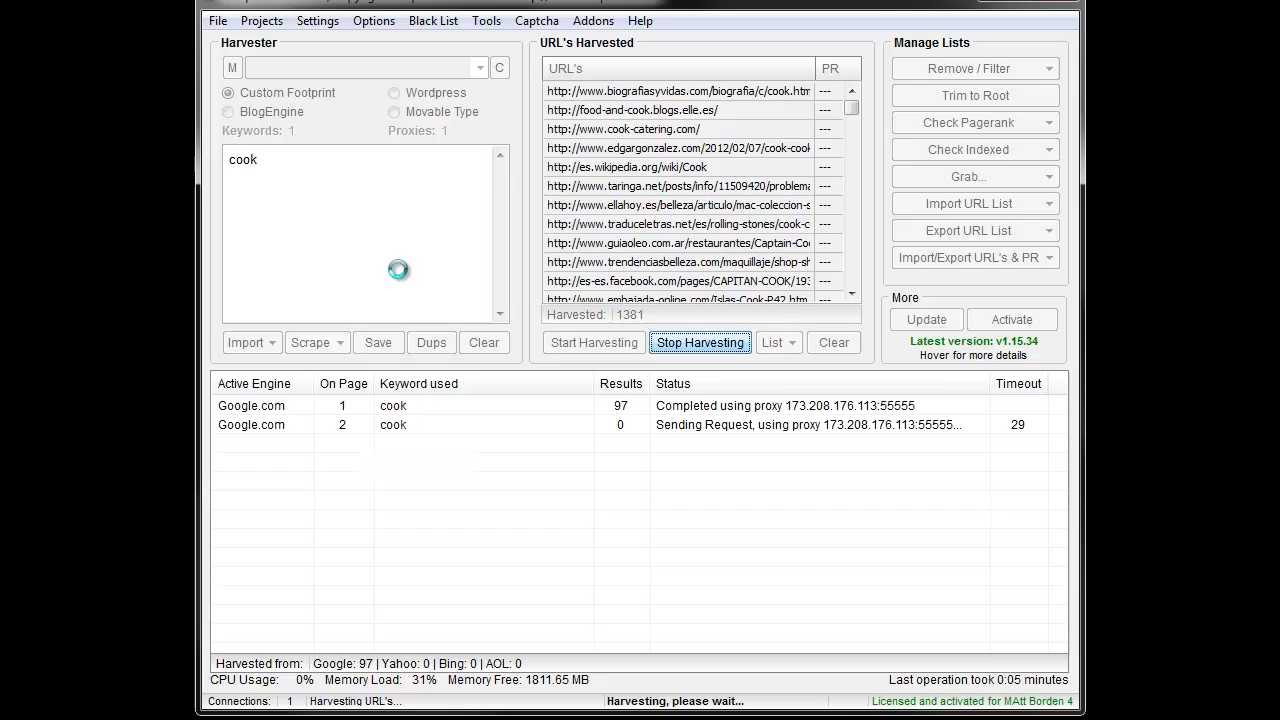 File Projects Settings Options Black List Tools Captcha Addons Help
Harvester
M
C
Custom Footprint
Wordpress
BlogEngine
Movable Type
Keywords: 1
Proxies: 1
cook
Import
Scrape
Save
Dups
Clear
URL's Harvested
URL's PR
http://www.biografiasyvidas.com/biografia/c/cook.htm ---
http://food-and-cook.blogs.elle.es/ ---
http://www.cook-catering.com/ ---
http://www.edgargonzalez.com/2012/02/07/cook-cook ---
http://es.wikipedia.org/wiki/Cook ---
http://www.taringa.net/posts/info/11509420/problema ---
http://www.ellahoy.es/belleza/articulo/mac-coleccion-s ---
http://www.traduceletras.net/es/rolling-stones/cook-c ---
http://www.guiaoleo.com.ar/restaurantes/Captain-Co ---
http://www.trendenciasbelleza.com/maquillaje/shop-sh ---
http://es-es.facebook.com/pages/CAPITAN-COOK/193 ---
http://www.embajada-online.com/Islas-Cook-P42.htm ---
Harvested: 1381
Start Harvesting
Stop Harvesting
List
Clear
Manage Lists
Remove / Filter
Trim to Root
Check Pagerank
Check Indexed
Grab...
Import URL List
Export URL List
Import/Export URL's & PR
More
Update
Activate
Latest version: v1.15.34
Hover for more details
Active Engine On Page Keyword used Results Status Timeout
Google.com 1 cook 97 Completed using proxy 173.208.176.113:55555
Google.com 2 cook 0 Sending Request, using proxy 173.208.176.113:55555... 29
Harvested from: Google: 97 | Yahoo: 0 | Bing: 0 | AOL: 0
CPU Usage: 0% Memory Load: 31% Memory Free: 1811.65 MB Last operation took 0:05 minutes
Connections: 1 Harvesting URL's... Harvesting, please wait... Licensed and activated for MAtt Borden 4